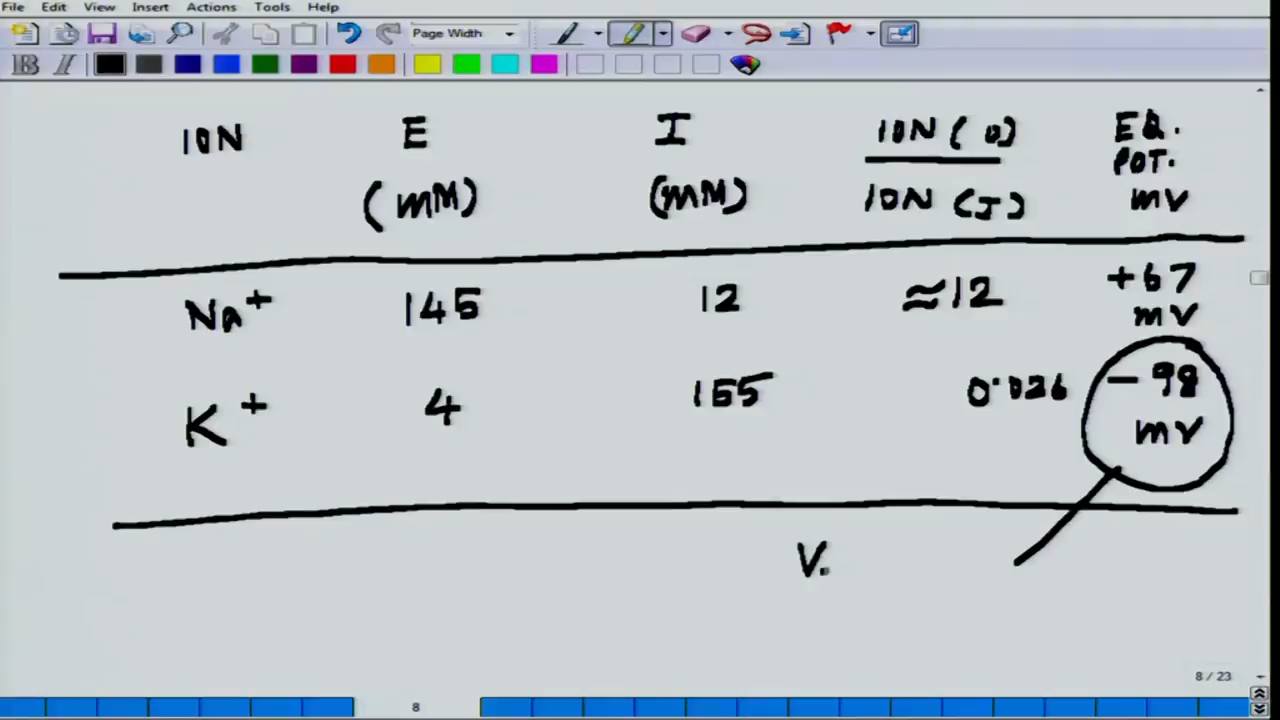 File Edit View Insert Actions Tools Help
Page Width
B I
ION E I ION (O) EQ.
POT.
(mM) (mM) ION (I) mV
Na+ 145 12 ≈12 +67
mV
K+ 4 155 0.026 -98
mV
V.
8 / 23
8